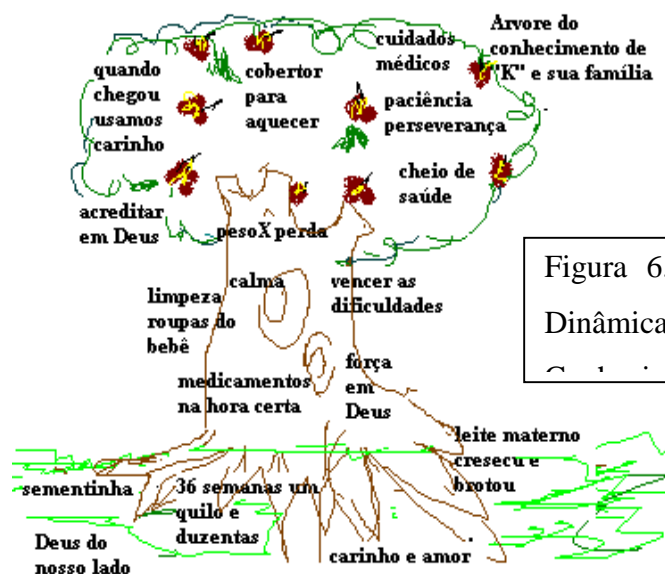 Arvore do
conhecimento de
"K" e sua família
cuidados
médicos
quando
chegou
usamos
carinho
cobertor
para
aquecer
paciência
perseverança
cheio de
saúde
acreditar
em Deus
pesoX perda
calma
vencer as
dificuldades
limpeza
roupas do
bebê
medicamentos
na hora certa
força
em
Deus
Figura 6.
Dinâmica
leite materno
cresecu e
brotou
sementinha
36 semanas um
quilo e
duzentas
Deus do
nosso lado
carinho e amor